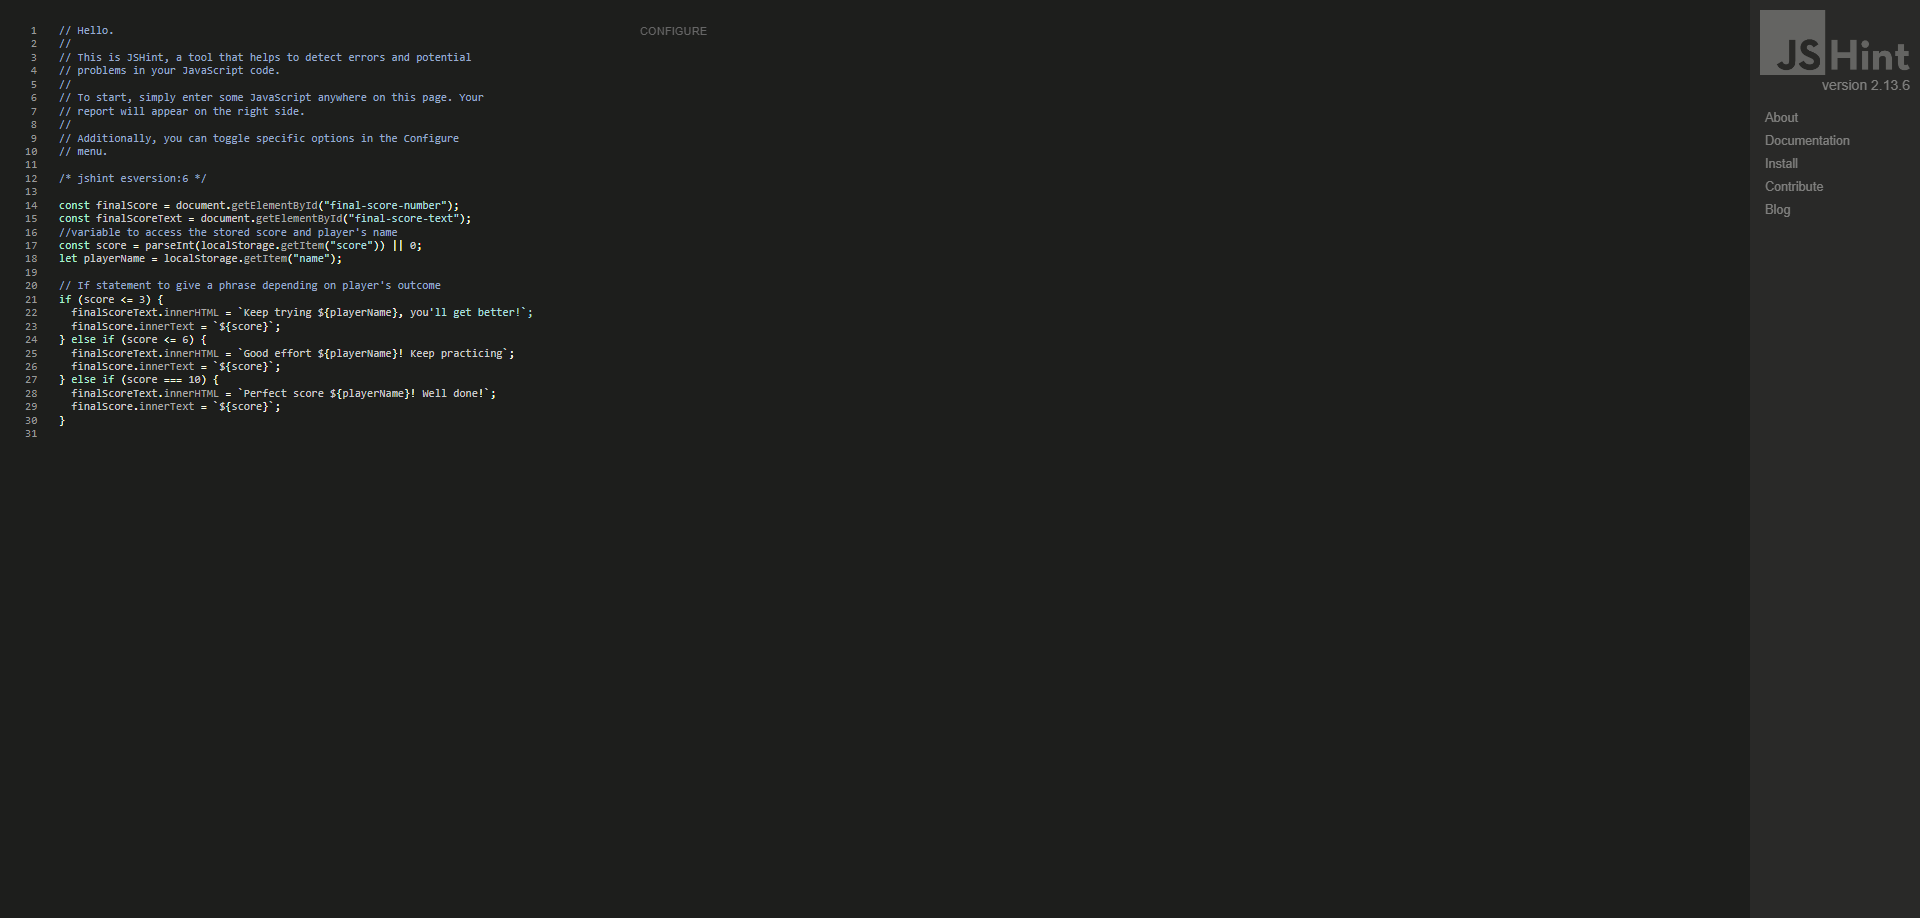 1 // Hello.
2 //
3 // This is JSHint, a tool that helps to detect errors and potential
4 // problems in your JavaScript code.
5 //
6 // To start, simply enter some JavaScript anywhere on this page. Your
7 // report will appear on the right side.
8 //
9 // Additionally, you can toggle specific options in the Configure
10 // menu.
11
12 /* jshint esversion:6 */
13
14 const finalScore = document.getElementById("final-score-number");
15 const finalScoreText = document.getElementById("final-score-text");
16 //variable to access the stored score and player's name
17 const score = parseInt(localStorage.getItem("score")) || 0;
18 let playerName = localStorage.getItem("name");
19
20 // If statement to give a phrase depending on player's outcome
21 if (score <= 3) {
22   finalScoreText.innerHTML = `Keep trying ${playerName}, you'll get better!`;
23   finalScore.innerText = `${score}`;
24 } else if (score <= 6) {
25   finalScoreText.innerHTML = `Good effort ${playerName}! Keep practicing`;
26   finalScore.innerText = `${score}`;
27 } else if (score === 10) {
28   finalScoreText.innerHTML = `Perfect score ${playerName}! Well done!`;
29   finalScore.innerText = `${score}`;
30 }
31
CONFIGURE
JSHint
version 2.13.6
About
Documentation
Install
Contribute
Blog